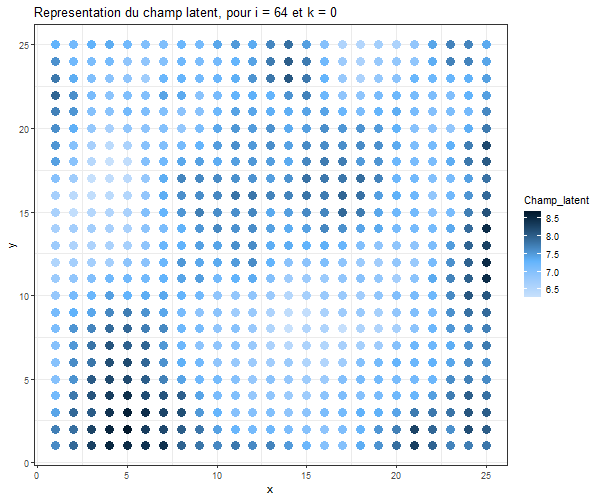 Representation du champ latent, pour i = 64 et k = 0
25
20
15
10
5
0
y
0 5 10 15 20 25
x
Champ_latent
8.5
8.0
7.5
7.0
6.5